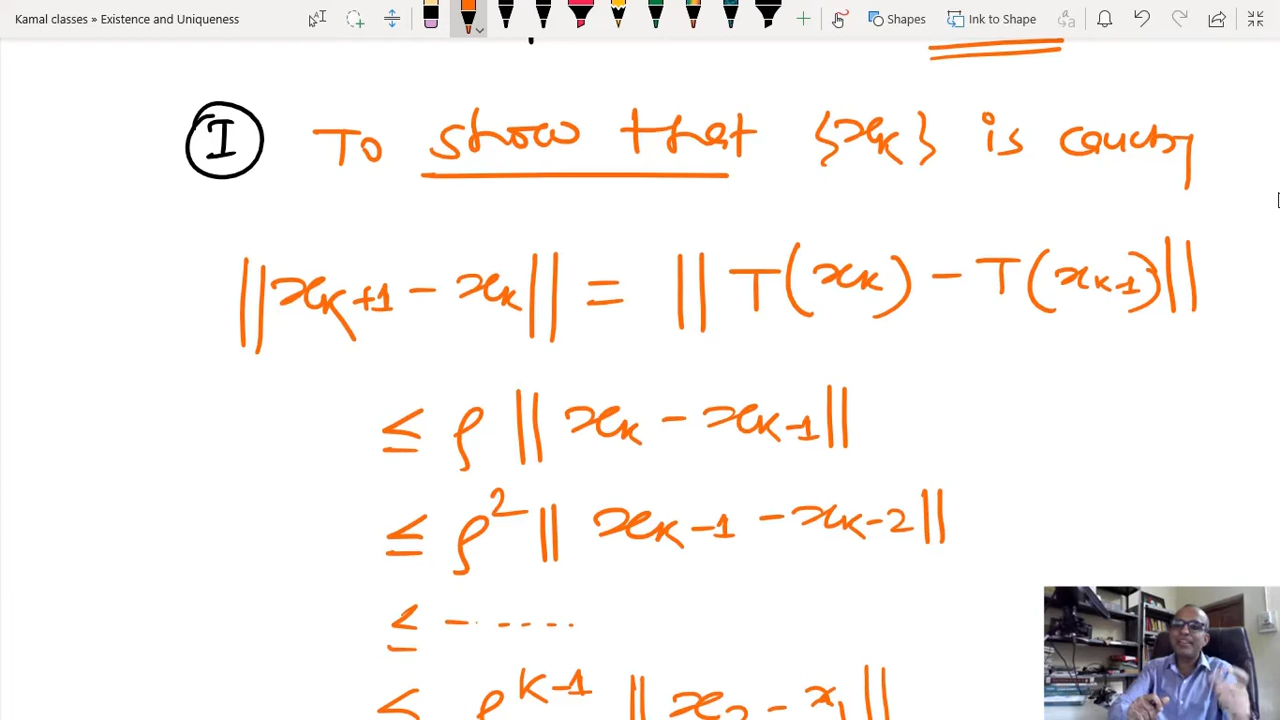 Kamal classes » Existence and Uniqueness
Shapes
Ink to Shape
I To show that {xₖ} is cauchy
||xₖ₊₁ - xₖ|| = ||T(xₖ) - T(xₖ₋₁)||
≤ ρ ||xₖ - xₖ₋₁||
≤ ρ² ||xₖ₋₁ - xₖ₋₂||
≤ - .....
≤ ρᵏ⁻¹ ||x₂ - x₁||